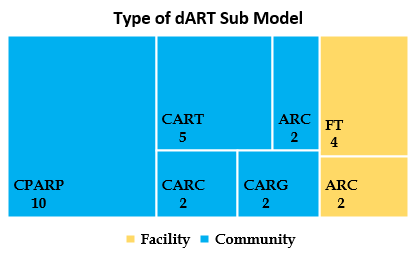 Type of dART Sub Model
CPARP
10
CART
5
ARC
2
CARC
2
CARG
2
FT
4
ARC
2
Facility
Community